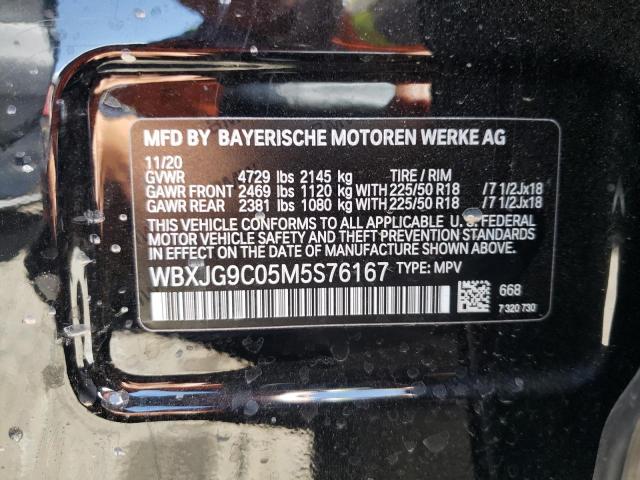 MFD BY BAYERISCHE MOTOREN WERKE AG
11/20
GVWR 4729 lbs 2145 kg TIRE / RIM
GAWR FRONT 2469 lbs 1120 kg WITH 225/50 R18 /7 1/2Jx18
GAWR REAR 2381 lbs 1080 kg WITH 225/50 R18 /7 1/2Jx18
THIS VEHICLE CONFORMS TO ALL APPLICABLE U.S. FEDERAL
MOTOR VEHICLE SAFETY AND THEFT PREVENTION STANDARDS
IN EFFECT ON THE DATE OF MANUFACTURE SHOWN ABOVE.
WBXJG9C05M5S76167 TYPE: MPV
668
7 320 730